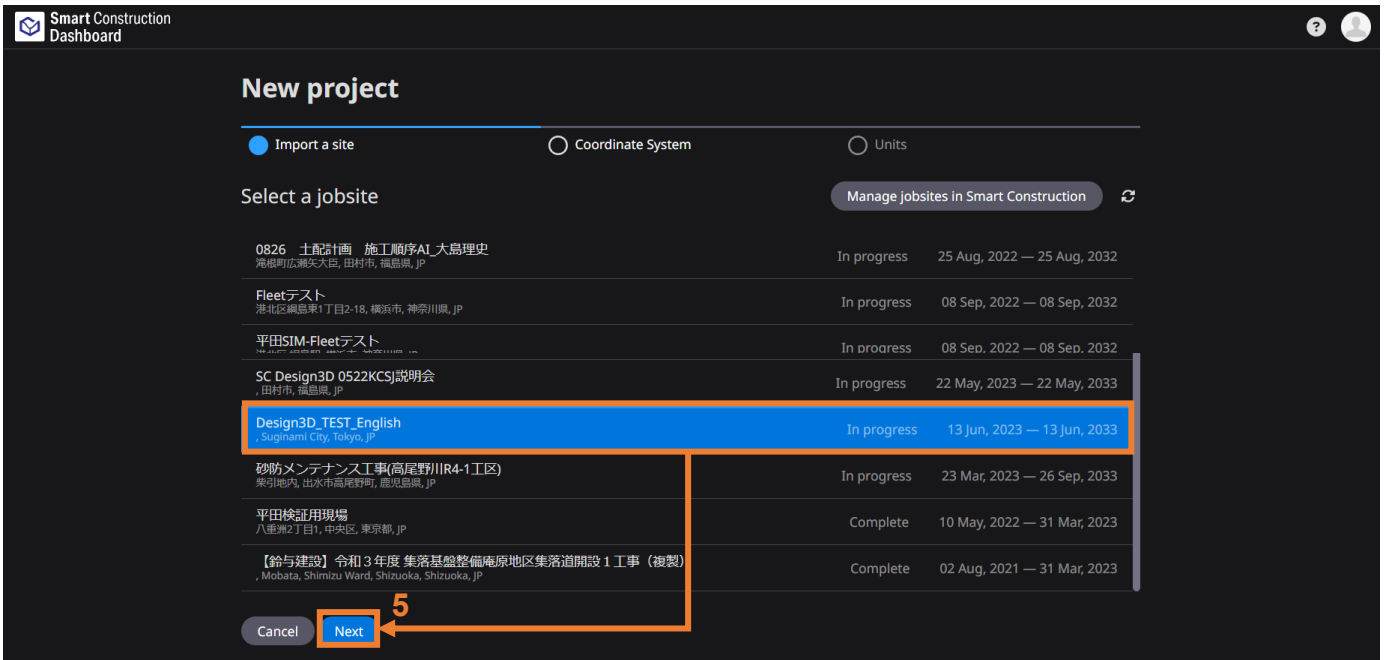 Smart Construction
Dashboard
?
New project
Import a site
Coordinate System
Units
Select a jobsite
Manage jobsites in Smart Construction
0826　土配計画　施工順序AI_大島理史
滝根町広瀬矢大臣, 田村市, 福島県, JP
In progress
25 Aug, 2022 — 25 Aug, 2032
Fleetテスト
港北区綱島東1丁目2-18, 横浜市, 神奈川県, JP
In progress
08 Sep, 2022 — 08 Sep, 2032
平田SIM-Fleetテスト
In progress
08 Sep, 2022 — 08 Sep, 2032
SC Design3D 0522KCSJ説明会
, 田村市, 福島県, JP
In progress
22 May, 2023 — 22 May, 2033
Design3D_TEST_English
, Suginami City, Tokyo, JP
In progress
13 Jun, 2023 — 13 Jun, 2033
砂防メンテナンス工事(高尾野川R4-1工区)
柴引地内, 出水市高尾野町, 鹿児島県, JP
In progress
23 Mar, 2023 — 26 Sep, 2033
平田検証用現場
八重洲2丁目1, 中央区, 東京都, JP
Complete
10 May, 2022 — 31 Mar, 2023
【鈴与建設】令和３年度 集落基盤整備庵原地区集落道開設１工事（複製）
, Mobata, Shimizu Ward, Shizuoka, Shizuoka, JP
Complete
02 Aug, 2021 — 31 Mar, 2023
5
Cancel
Next